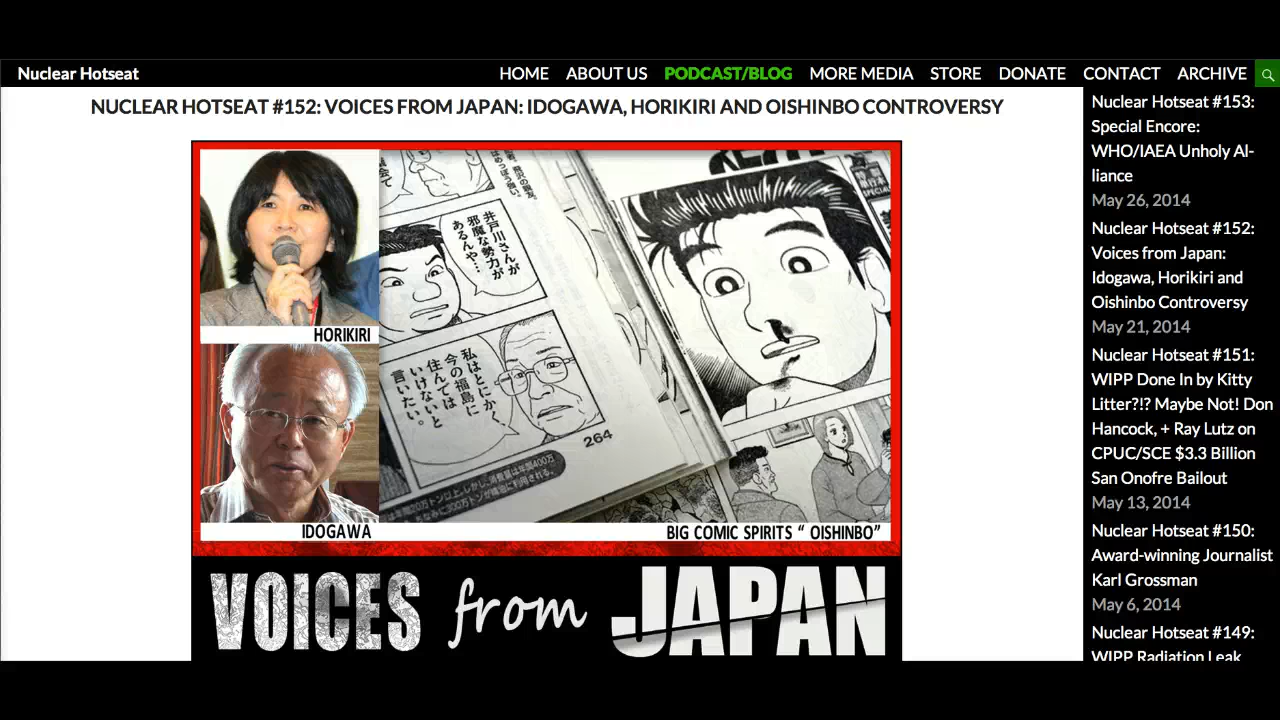 Nuclear Hotseat
HOME ABOUT US PODCAST/BLOG MORE MEDIA STORE DONATE CONTACT ARCHIVE
NUCLEAR HOTSEAT #152: VOICES FROM JAPAN: IDOGAWA, HORIKIRI AND OISHINBO CONTROVERSY
HORIKIRI
IDOGAWA
井戸川さんが
邪魔な勢力が
あるんや…
私はとにかく、
今の福島に
住んでは
いけないと
言いたい。
264
BIG COMIC SPIRITS “ OISHINBO”
VOICES from JAPAN
Nuclear Hotseat #153:
Special Encore:
WHO/IAEA Unholy Al-
liance
May 26, 2014
Nuclear Hotseat #152:
Voices from Japan:
Idogawa, Horikiri and
Oishinbo Controversy
May 21, 2014
Nuclear Hotseat #151:
WIPP Done In by Kitty
Litter?!? Maybe Not! Don
Hancock, + Ray Lutz on
CPUC/SCE $3.3 Billion
San Onofre Bailout
May 13, 2014
Nuclear Hotseat #150:
Award-winning Journalist
Karl Grossman
May 6, 2014
Nuclear Hotseat #149:
WIPP Radiation Leak